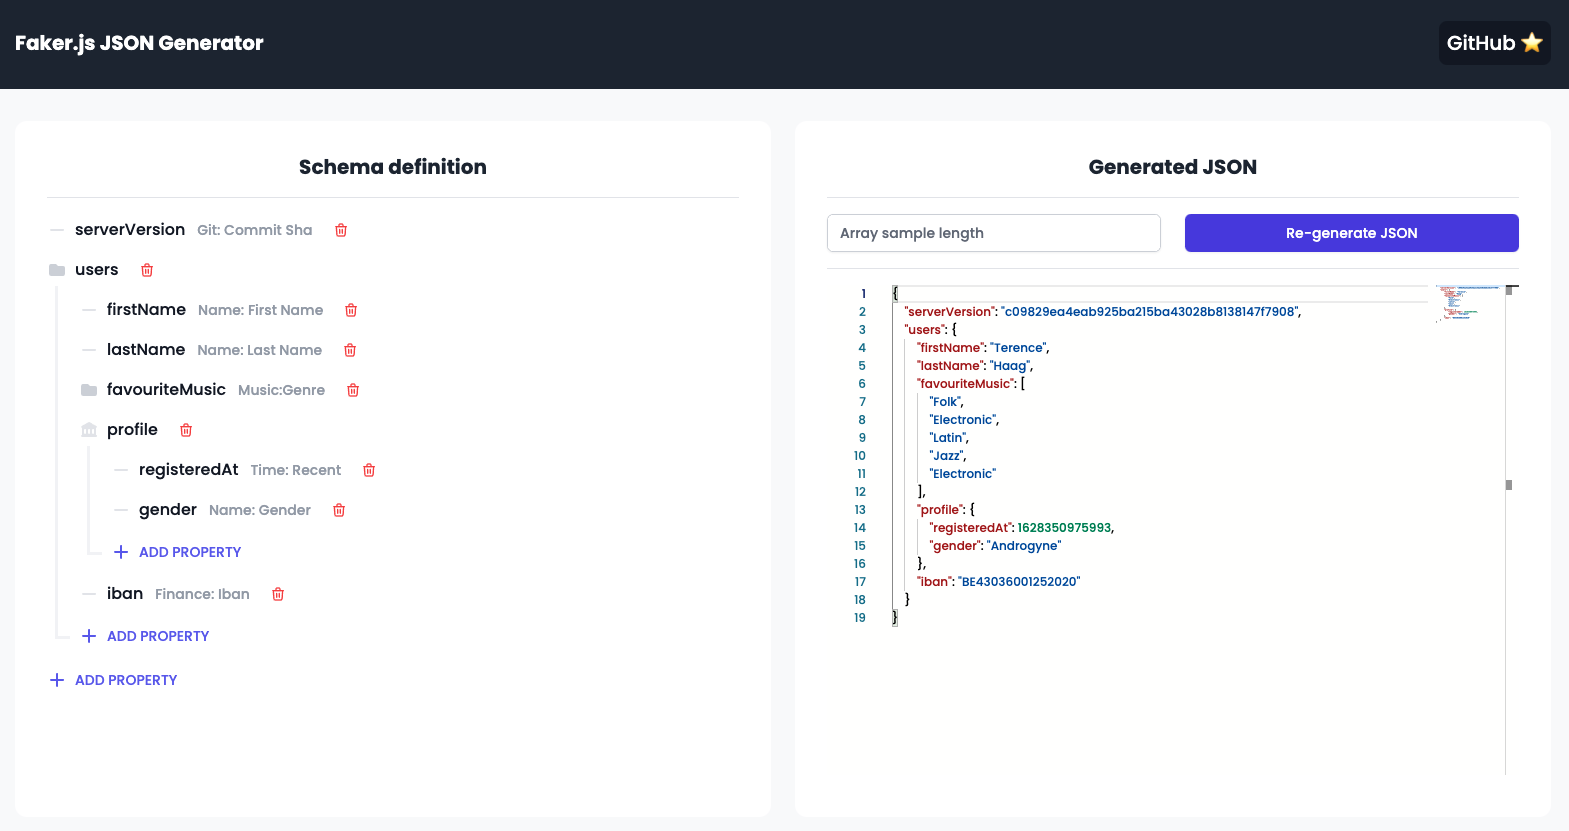 Faker.js JSON Generator
GitHub ⭐
Schema definition
serverVersion Git: Commit Sha
users
firstName Name: First Name
lastName Name: Last Name
favouriteMusic Music:Genre
profile
registeredAt Time: Recent
gender Name: Gender
ADD PROPERTY
iban Finance: Iban
ADD PROPERTY
ADD PROPERTY
Generated JSON
Array sample length
Re-generate JSON
1 {
2 "serverVersion": "c09829ea4eab925ba215ba43028b8138147f7908",
3 "users": {
4 "firstName": "Terence",
5 "lastName": "Haag",
6 "favouriteMusic": [
7 "Folk",
8 "Electronic",
9 "Latin",
10 "Jazz",
11 "Electronic"
12 ],
13 "profile": {
14 "registeredAt": 1628350975993,
15 "gender": "Androgyne"
16 },
17 "iban": "BE43036001252020"
18 }
19 }